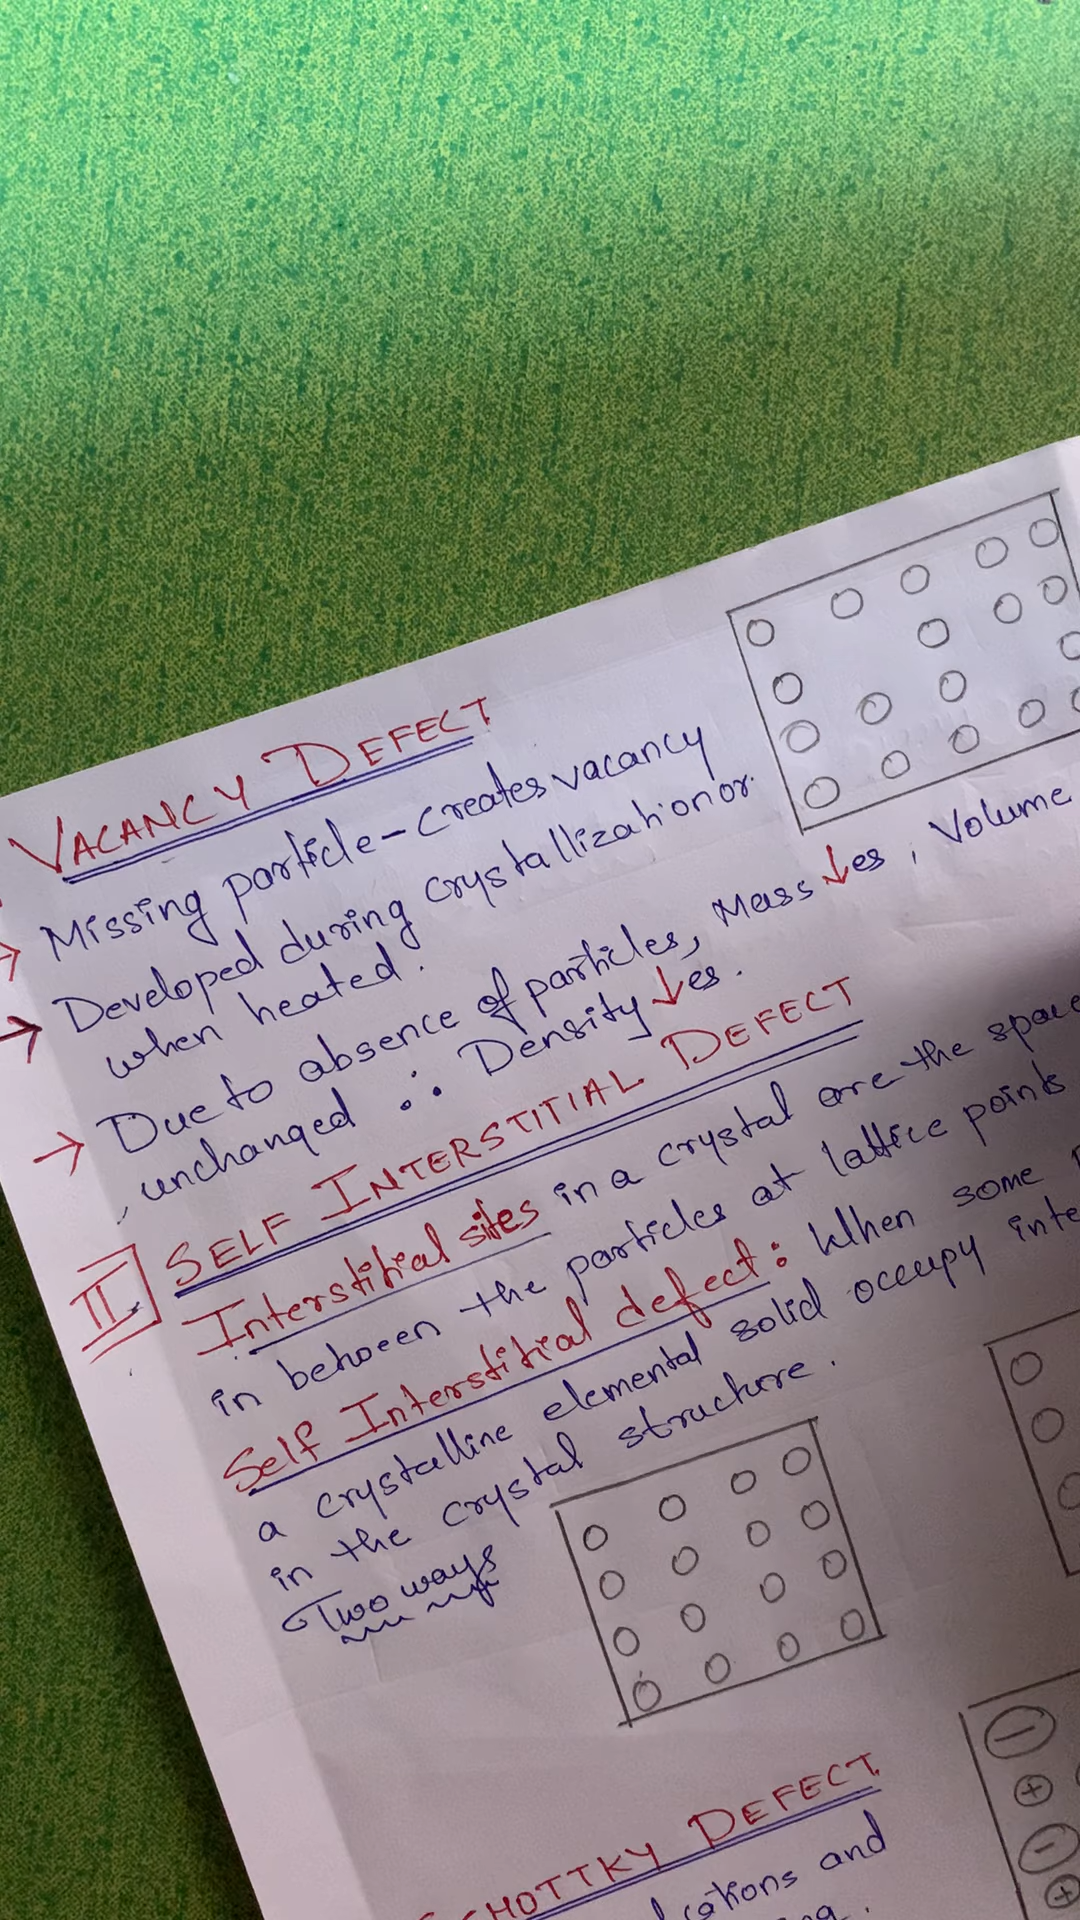 VACANCY DEFECT
→ Missing particle - creates vacancy
→ Developed during crystallization or
when heated.
→ Due to absence of particles, Mass ↓es, Volume
unchanged ∴ Density ↓es.
II. SELF INTERSTITIAL DEFECT
Interstitial sites in a crystal are the space
in between the particles at lattice points
Self Interstitial defect: When some
a crystalline elemental solid occupy inte
in the crystal structure.
Two ways
CHOTTKY DEFECT
cations and